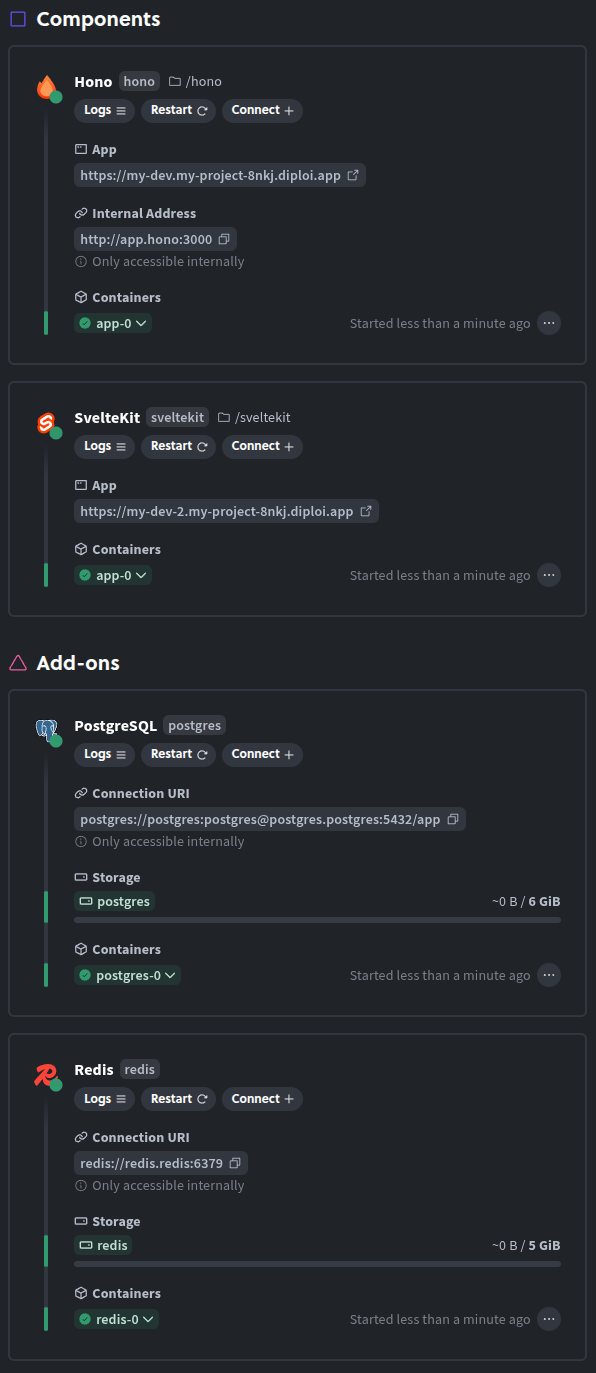 Components
Hono hono /hono
Logs Restart Connect
App
https://my-dev.my-project-8nkj.diploi.app
Internal Address
http://app.hono:3000
Only accessible internally
Containers
app-0 Started less than a minute ago
SvelteKit sveltekit /sveltekit
Logs Restart Connect
App
https://my-dev-2.my-project-8nkj.diploi.app
Containers
app-0 Started less than a minute ago
Add-ons
PostgreSQL postgres
Logs Restart Connect
Connection URI
postgres://postgres:postgres@postgres.postgres:5432/app
Only accessible internally
Storage
postgres ~0 B / 6 GiB
Containers
postgres-0 Started less than a minute ago
Redis redis
Logs Restart Connect
Connection URI
redis://redis.redis:6379
Only accessible internally
Storage
redis ~0 B / 5 GiB
Containers
redis-0 Started less than a minute ago